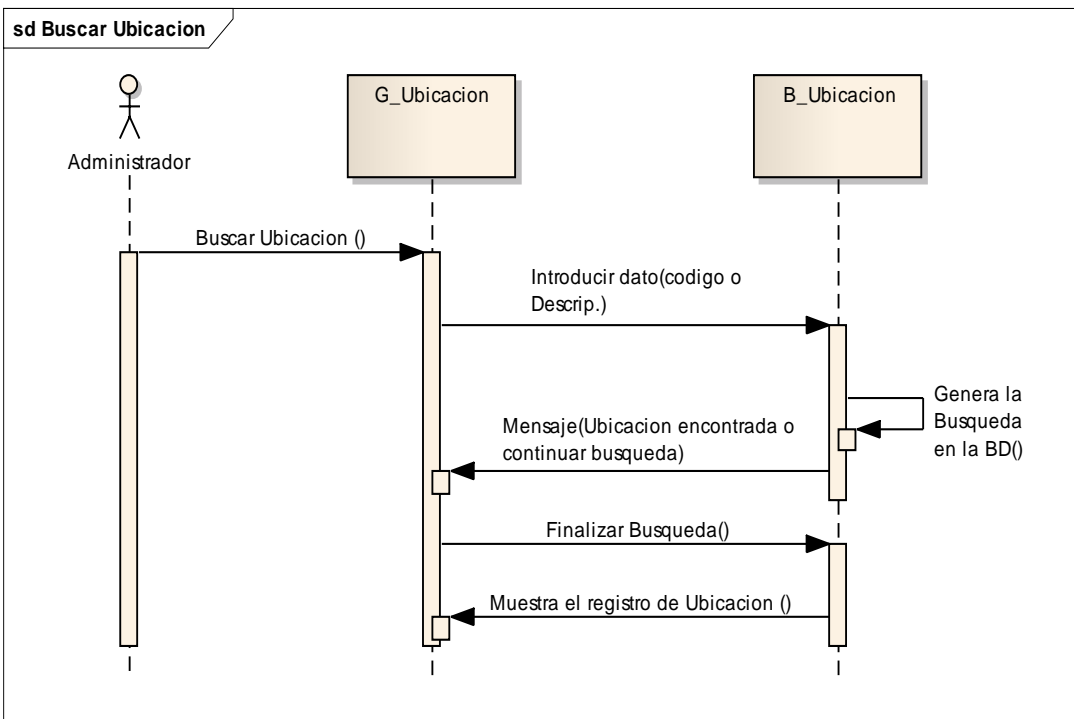 sd Buscar Ubicacion
Administrador
G_Ubicacion
B_Ubicacion
Buscar Ubicacion ()
Introducir dato(codigo o
Descrip.)
Genera la
Busqueda
en la BD()
Mensaje(Ubicacion encontrada o
continuar busqueda)
Finalizar Busqueda()
Muestra el registro de Ubicacion ()